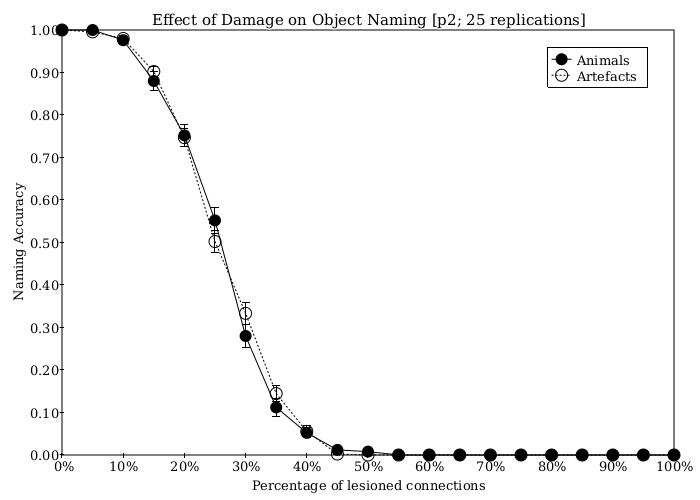 Effect of Damage on Object Naming [p2; 25 replications]
1.00
0.90
0.80
0.70
0.60
0.50
0.40
0.30
0.20
0.10
0.00
Naming Accuracy
Animals
Artefacts
0% 10% 20% 30% 40% 50% 60% 70% 80% 90% 100%
Percentage of lesioned connections